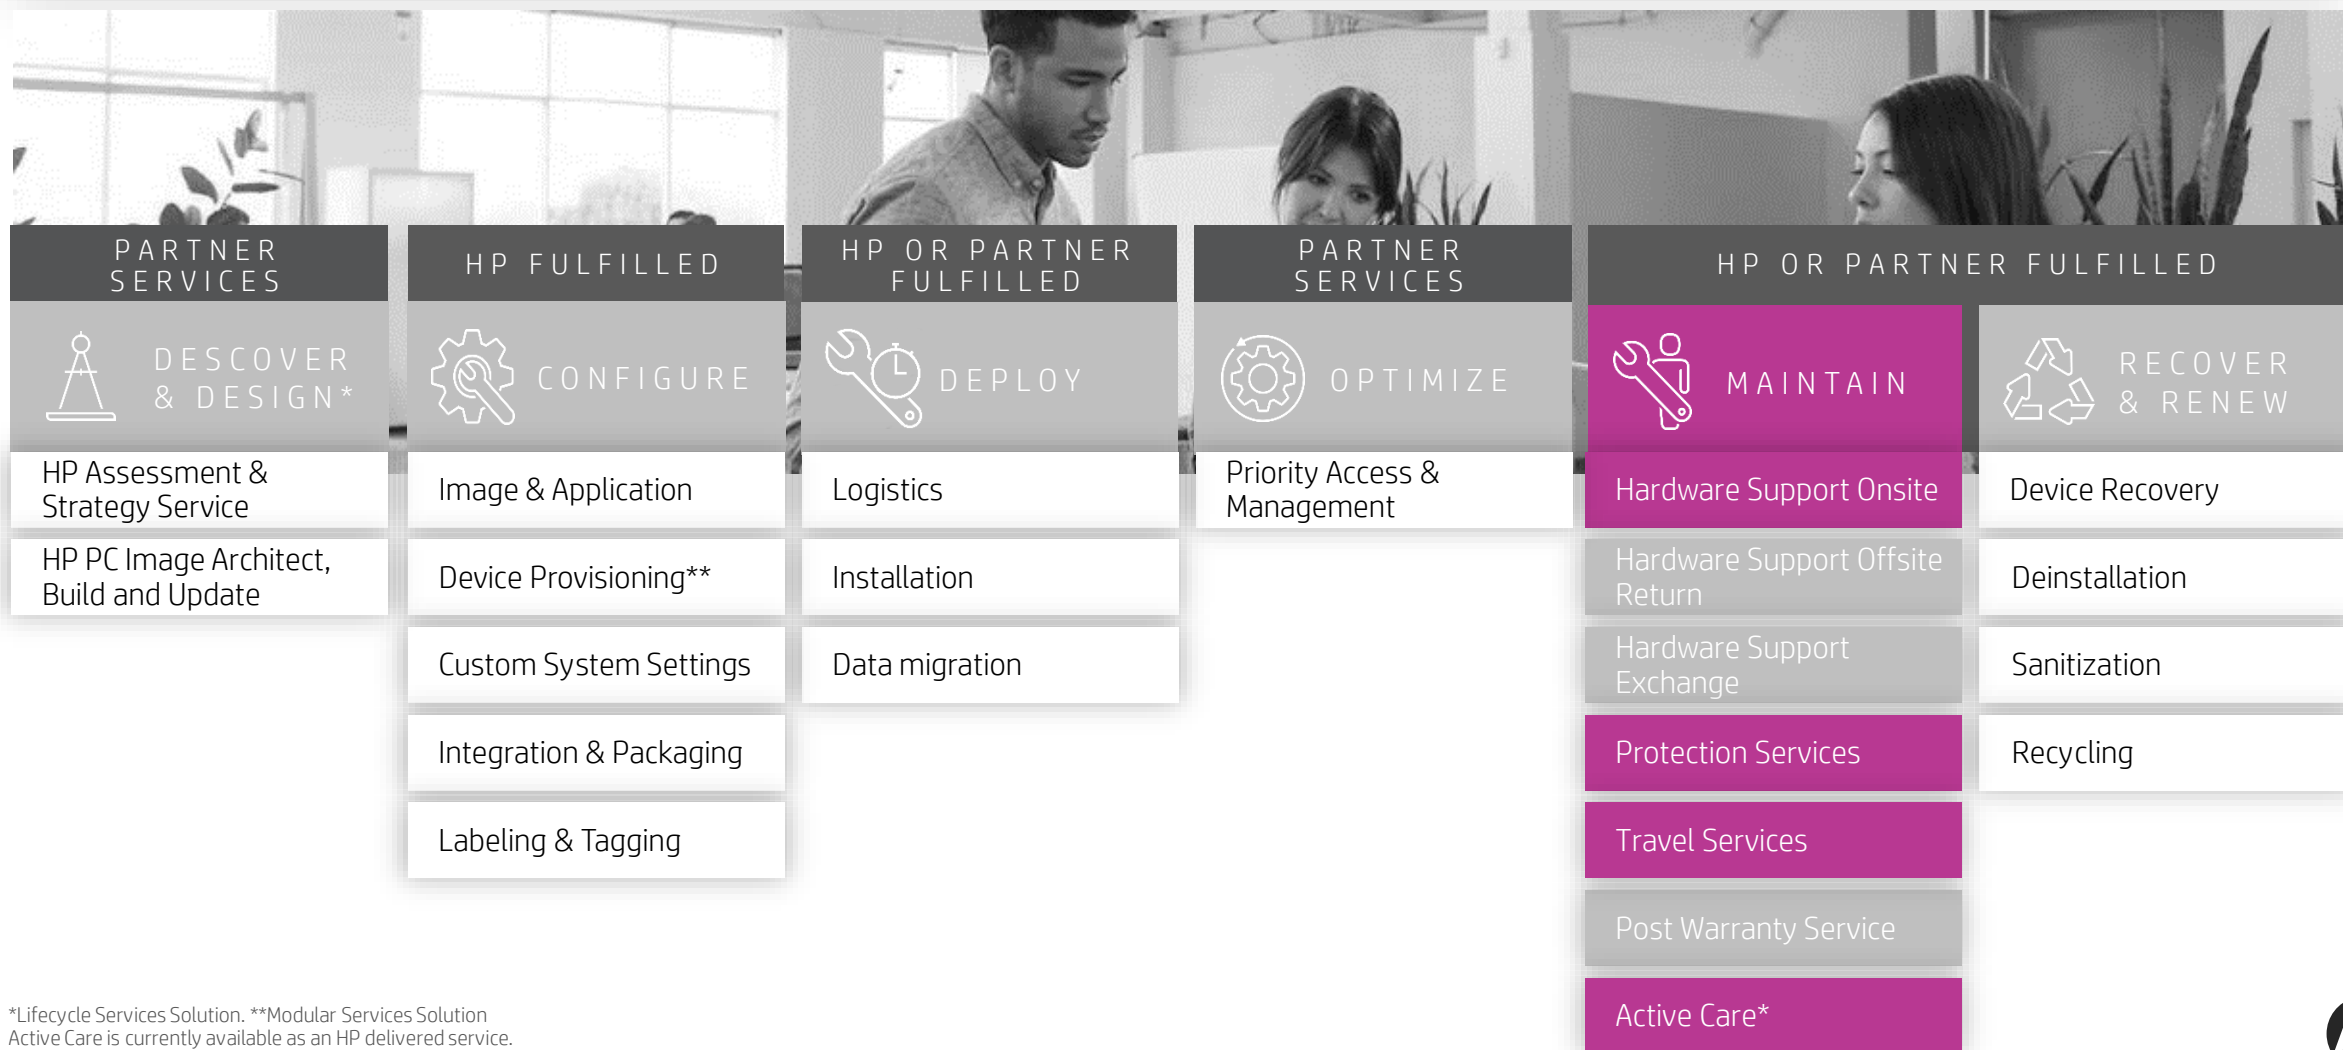 PARTNER
SERVICES
DESCOVER
& DESIGN*
HP Assessment &
Strategy Service
HP PC Image Architect,
Build and Update
HP FULFILLED
CONFIGURE
Image & Application
Device Provisioning**
Custom System Settings
Integration & Packaging
Labeling & Tagging
HP OR PARTNER
FULFILLED
DEPLOY
Logistics
Installation
Data migration
PARTNER
SERVICES
OPTIMIZE
Priority Access &
Management
HP OR PARTNER FULFILLED
MAINTAIN
Hardware Support Onsite
Hardware Support Offsite
Return
Hardware Support
Exchange
Protection Services
Travel Services
Post Warranty Service
Active Care*
RECOVER
& RENEW
Device Recovery
Deinstallation
Sanitization
Recycling
*Lifecycle Services Solution. **Modular Services Solution
Active Care is currently available as an HP delivered service.